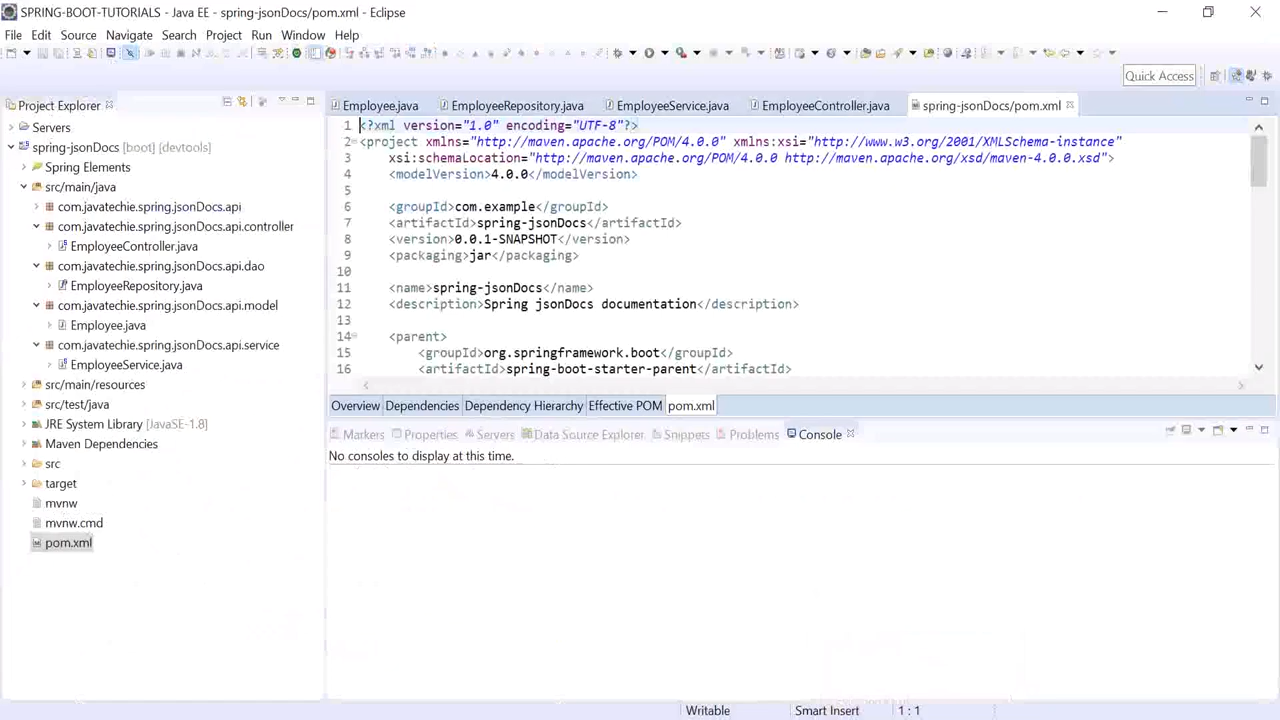 SPRING-BOOT-TUTORIALS - Java EE - spring-jsonDocs/pom.xml - Eclipse
File Edit Source Navigate Search Project Run Window Help
Quick Access
Project Explorer
Servers
spring-jsonDocs [boot] [devtools]
Spring Elements
src/main/java
com.javatechie.spring.jsonDocs.api
com.javatechie.spring.jsonDocs.api.controller
EmployeeController.java
com.javatechie.spring.jsonDocs.api.dao
EmployeeRepository.java
com.javatechie.spring.jsonDocs.api.model
Employee.java
com.javatechie.spring.jsonDocs.api.service
EmployeeService.java
src/main/resources
src/test/java
JRE System Library [JavaSE-1.8]
Maven Dependencies
src
target
mvnw
mvnw.cmd
pom.xml
Employee.java EmployeeRepository.java EmployeeService.java EmployeeController.java spring-jsonDocs/pom.xml
1 <?xml version="1.0" encoding="UTF-8"?>
2 <project xmlns="http://maven.apache.org/POM/4.0.0" xmlns:xsi="http://www.w3.org/2001/XMLSchema-instance"
3 xsi:schemaLocation="http://maven.apache.org/POM/4.0.0 http://maven.apache.org/xsd/maven-4.0.0.xsd">
4 <modelVersion>4.0.0</modelVersion>
5
6 <groupId>com.example</groupId>
7 <artifactId>spring-jsonDocs</artifactId>
8 <version>0.0.1-SNAPSHOT</version>
9 <packaging>jar</packaging>
10
11 <name>spring-jsonDocs</name>
12 <description>Spring jsonDocs documentation</description>
13
14 <parent>
15 <groupId>org.springframework.boot</groupId>
16 <artifactId>spring-boot-starter-parent</artifactId>
Overview Dependencies Dependency Hierarchy Effective POM pom.xml
Markers Properties Servers Data Source Explorer Snippets Problems Console
No consoles to display at this time.
Writable Smart Insert 1 : 1